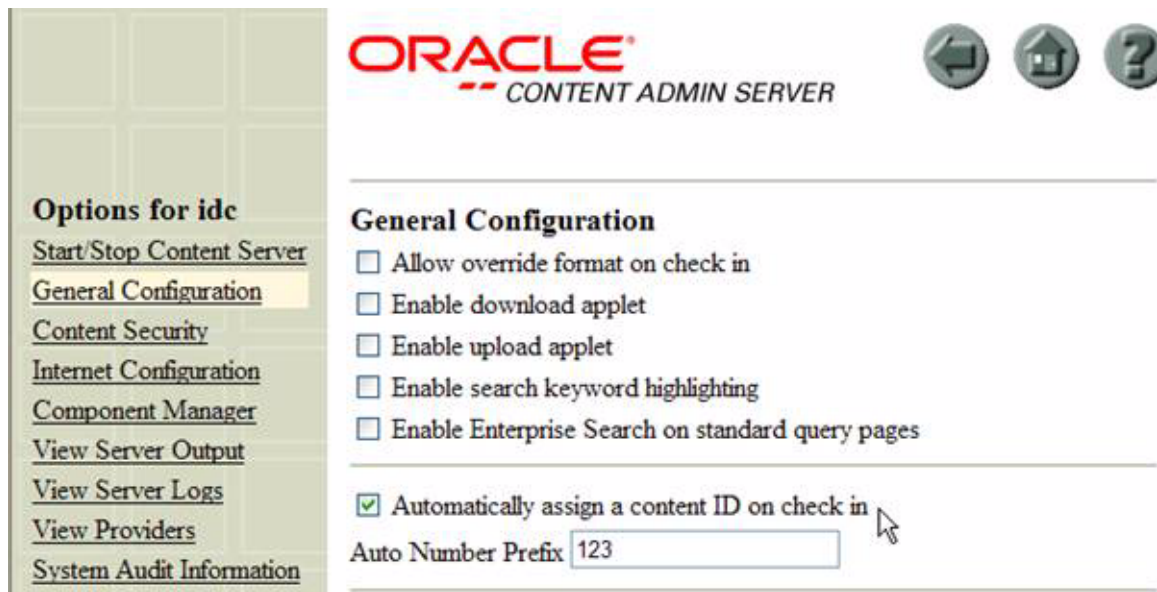 ORACLE
CONTENT ADMIN SERVER
Options for idc
Start/Stop Content Server
General Configuration
Content Security
Internet Configuration
Component Manager
View Server Output
View Server Logs
View Providers
System Audit Information
General Configuration
Allow override format on check in
Enable download applet
Enable upload applet
Enable search keyword highlighting
Enable Enterprise Search on standard query pages
Automatically assign a content ID on check in
Auto Number Prefix 123